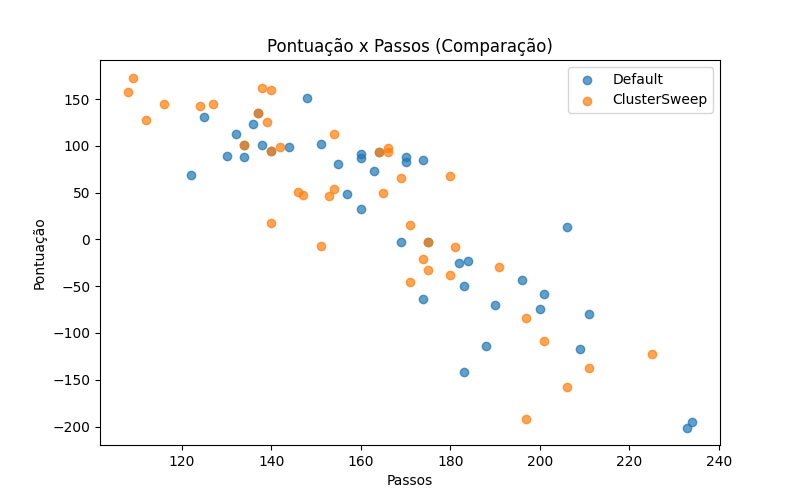 Pontuação x Passos (Comparação)
Default
ClusterSweep
Pontuação
150
100
50
0
−50
−100
−150
−200
120 140 160 180 200 220 240
Passos